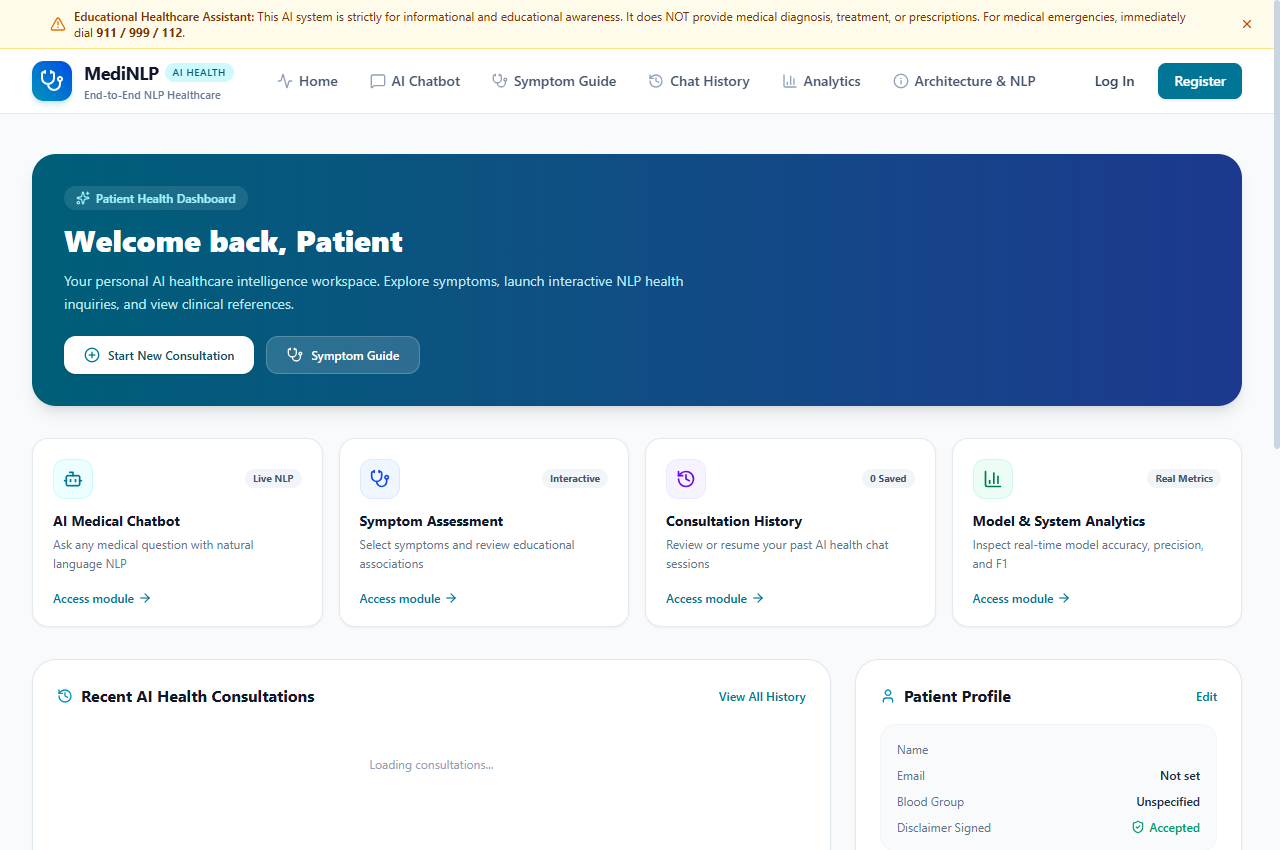 Educational Healthcare Assistant: This AI system is strictly for informational and educational awareness. It does NOT provide medical diagnosis, treatment, or prescriptions. For medical emergencies, immediately
dial 911 / 999 / 112.
MediNLP AI HEALTH
End-to-End NLP Healthcare
Home
AI Chatbot
Symptom Guide
Chat History
Analytics
Architecture & NLP
Log In
Register
Patient Health Dashboard
Welcome back, Patient
Your personal AI healthcare intelligence workspace. Explore symptoms, launch interactive NLP health
inquiries, and view clinical references.
Start New Consultation
Symptom Guide
Live NLP
AI Medical Chatbot
Ask any medical question with natural
language NLP
Access module
Interactive
Symptom Assessment
Select symptoms and review educational
associations
Access module
0 Saved
Consultation History
Review or resume your past AI health chat
sessions
Access module
Real Metrics
Model & System Analytics
Inspect real-time model accuracy, precision,
and F1
Access module
Recent AI Health Consultations
View All History
Loading consultations...
Patient Profile
Edit
Name
Email Not set
Blood Group Unspecified
Disclaimer Signed Accepted